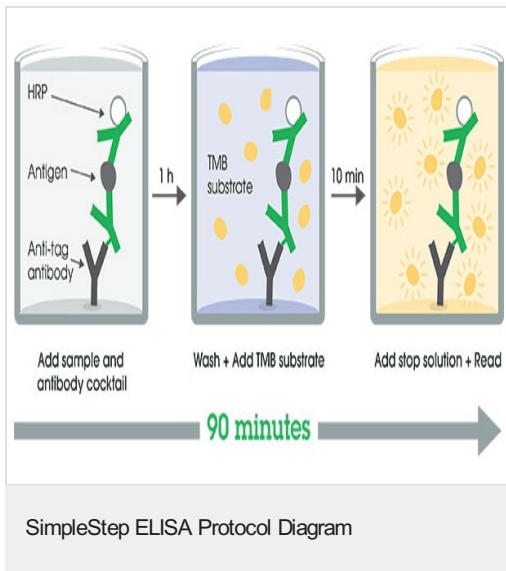 HRP
Antigen
Anti-tag
antibody
1 h
TMB
substrate
10 min
Add sample and
antibody cocktail
Wash + Add TMB substrate
Add stop solution + Read
90 minutes
SimpleStep ELISA Protocol Diagram